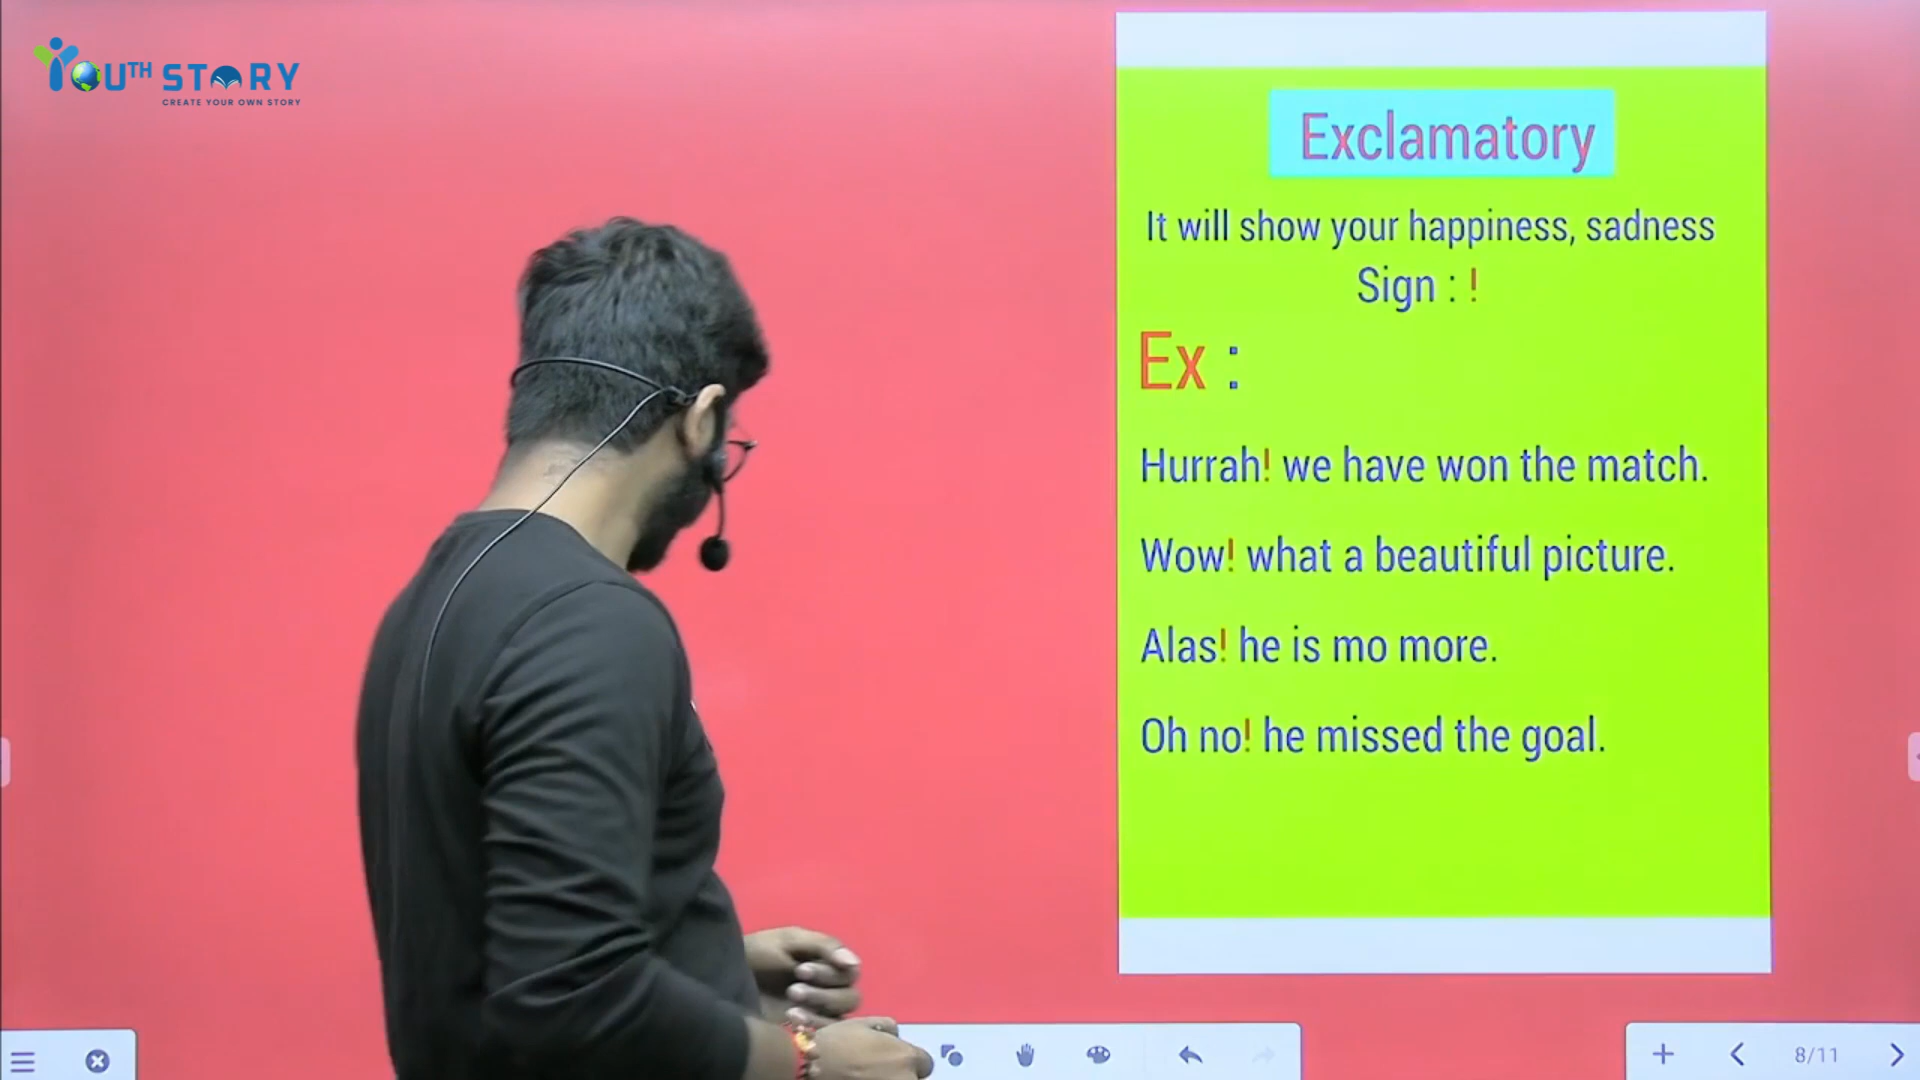 YOUTH STORY
CREATE YOUR OWN STORY
Exclamatory
It will show your happiness, sadness
Sign : !
Ex :
Hurrah! we have won the match.
Wow! what a beautiful picture.
Alas! he is mo more.
Oh no! he missed the goal.
8/11